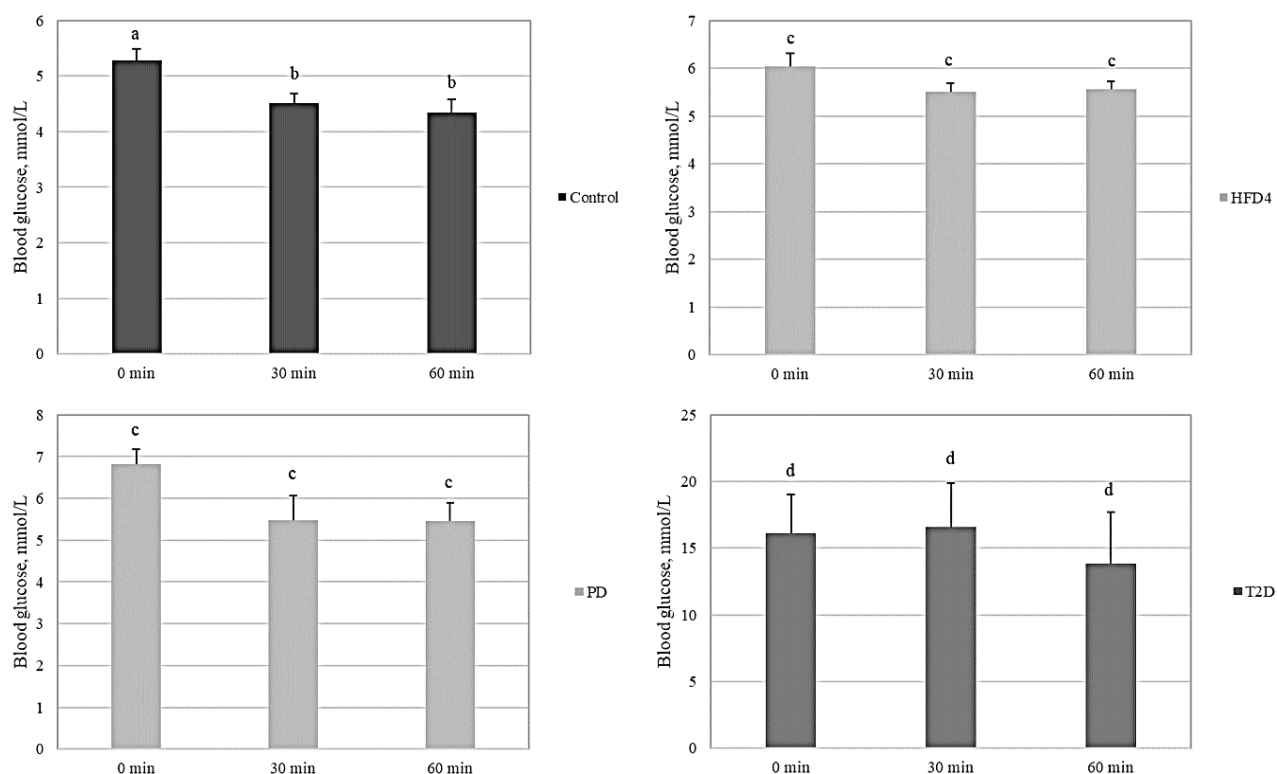 6
5
4
3
2
1
0
Blood glucose, mmol/L
a
b
b
0 min
30 min
60 min
Control
7
6
5
4
3
2
1
0
Blood glucose, mmol/L
c
c
c
0 min
30 min
60 min
HFD4
8
7
6
5
4
3
2
1
0
Blood glucose, mmol/L
c
c
c
0 min
30 min
60 min
PD
25
20
15
10
5
0
Blood glucose, mmol/L
d
d
d
0 min
30 min
60 min
T2D